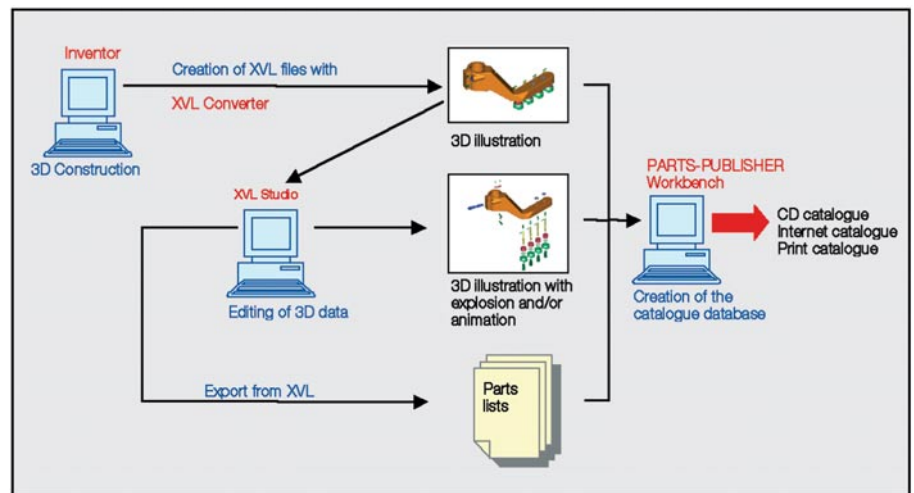 Inventor
Creation of XVL files with
XVL Converter
3D Construction
3D illustration
XVL Studio
Editing of 3D data
3D illustration with
explosion and/or
animation
PARTS-PUBLISHER
Workbench
CD catalogue
Internet catalogue
Print catalogue
Creation of the
catalogue database
Export from XVL
Parts
lists